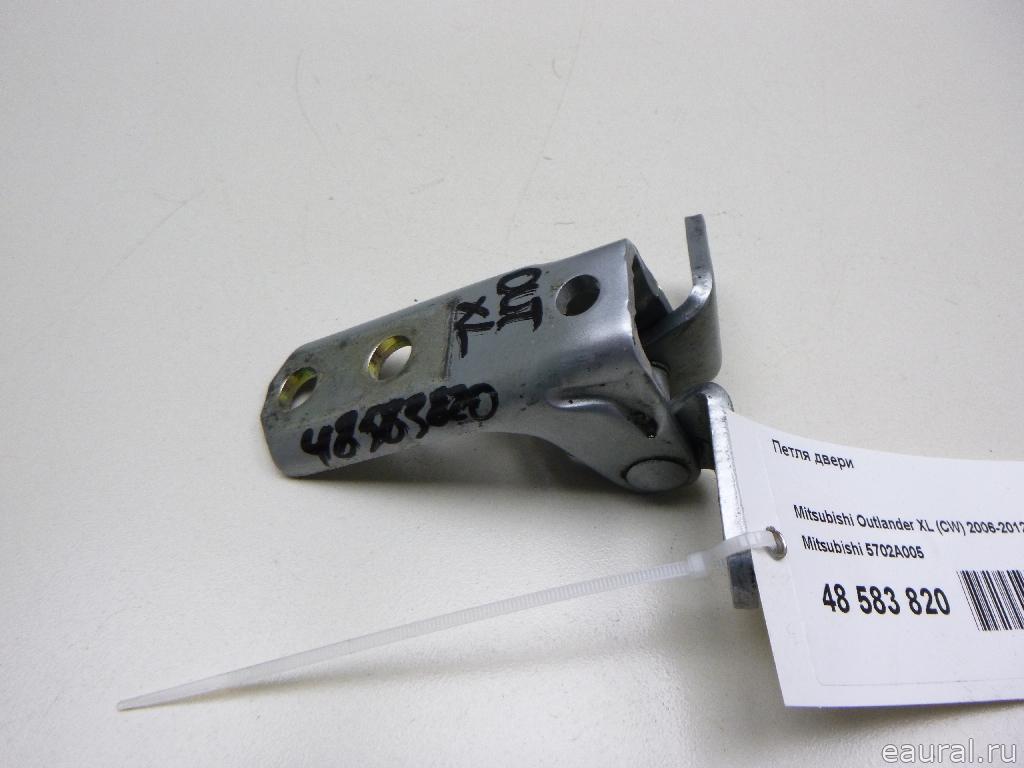 OUT
XL
48583820
Петля двери
Mitsubishi Outlander XL (CW) 2006-2012
Mitsubishi 5702A005
48 583 820
eaural.ru